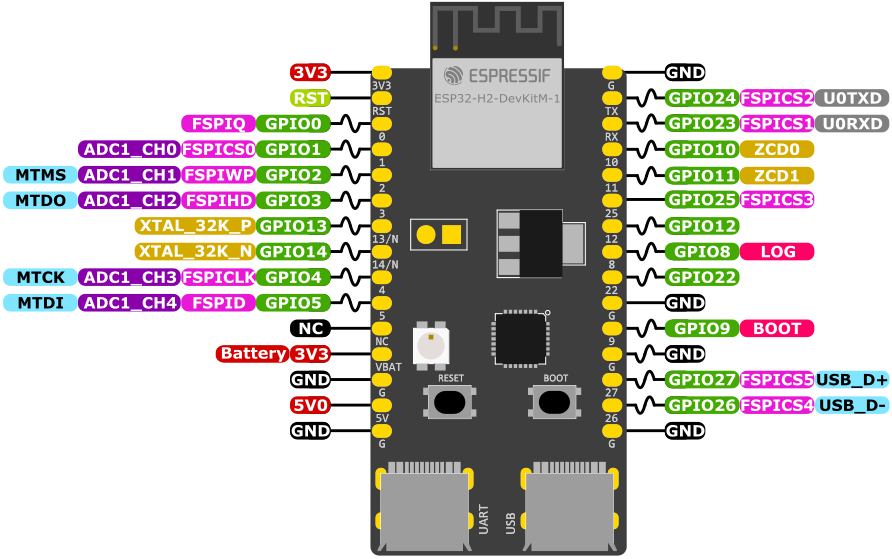 ESPRESSIF
ESP32-H2-DevKitM-1
3V3 3V3 G GND
RST RST TX GPIO24 FSPICS2 U0TXD
FSPIQ GPIO0 0 RX GPIO23 FSPICS1 U0RXD
ADC1_CH0 FSPICS0 GPIO1 1 10 GPIO10 ZCD0
MTMS ADC1_CH1 FSPIWP GPIO2 2 11 GPIO11 ZCD1
MTDO ADC1_CH2 FSPIHD GPIO3 3 25 GPIO25 FSPICS3
XTAL_32K_P GPIO13 13/N 12 GPIO12
XTAL_32K_N GPIO14 14/N 8 GPIO8 LOG
MTCK ADC1_CH3 FSPICLK GPIO4 4 22 GPIO22
MTDI ADC1_CH4 FSPID GPIO5 5 G GND
NC NC 9 GPIO9 BOOT
Battery 3V3 VBAT G GND
GND G RESET BOOT 27 GPIO27 FSPICS5 USB_D+
5V0 5V 26 GPIO26 FSPICS4 USB_D-
GND G G GND
UART USB